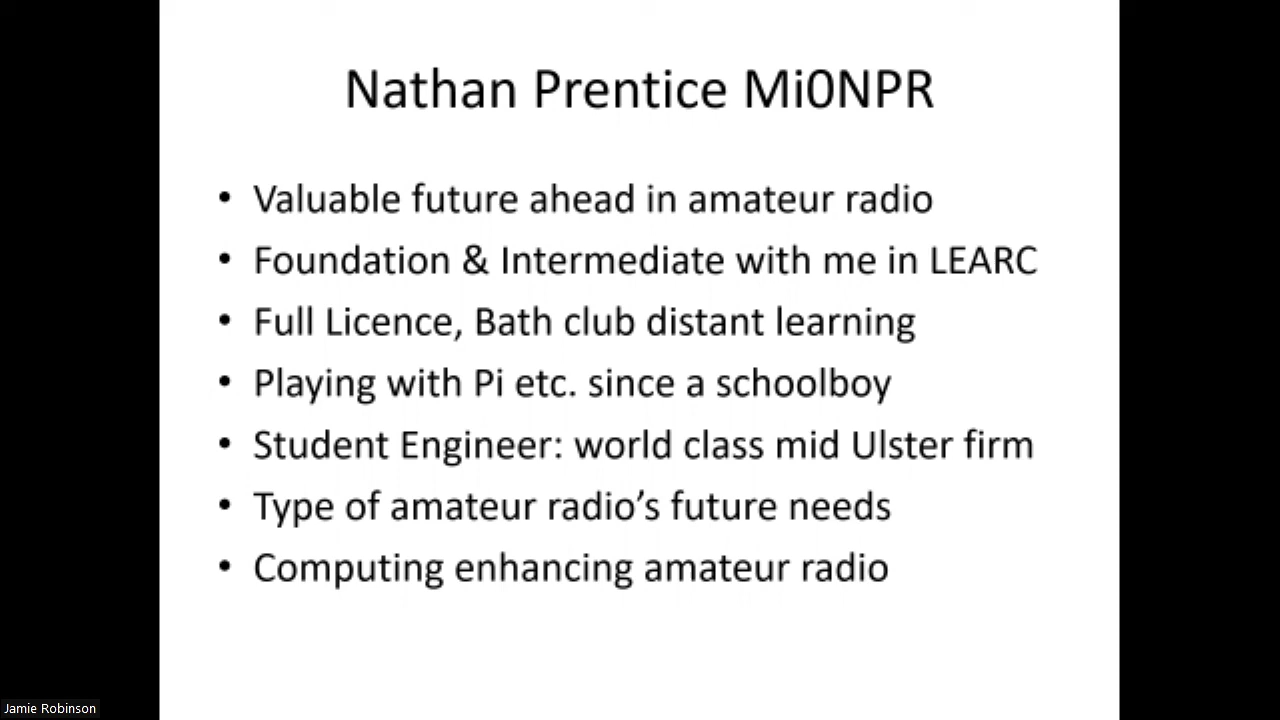 Nathan Prentice Mi0NPR
• Valuable future ahead in amateur radio
• Foundation & Intermediate with me in LEARC
• Full Licence, Bath club distant learning
• Playing with Pi etc. since a schoolboy
• Student Engineer: world class mid Ulster firm
• Type of amateur radio’s future needs
• Computing enhancing amateur radio
Jamie Robinson